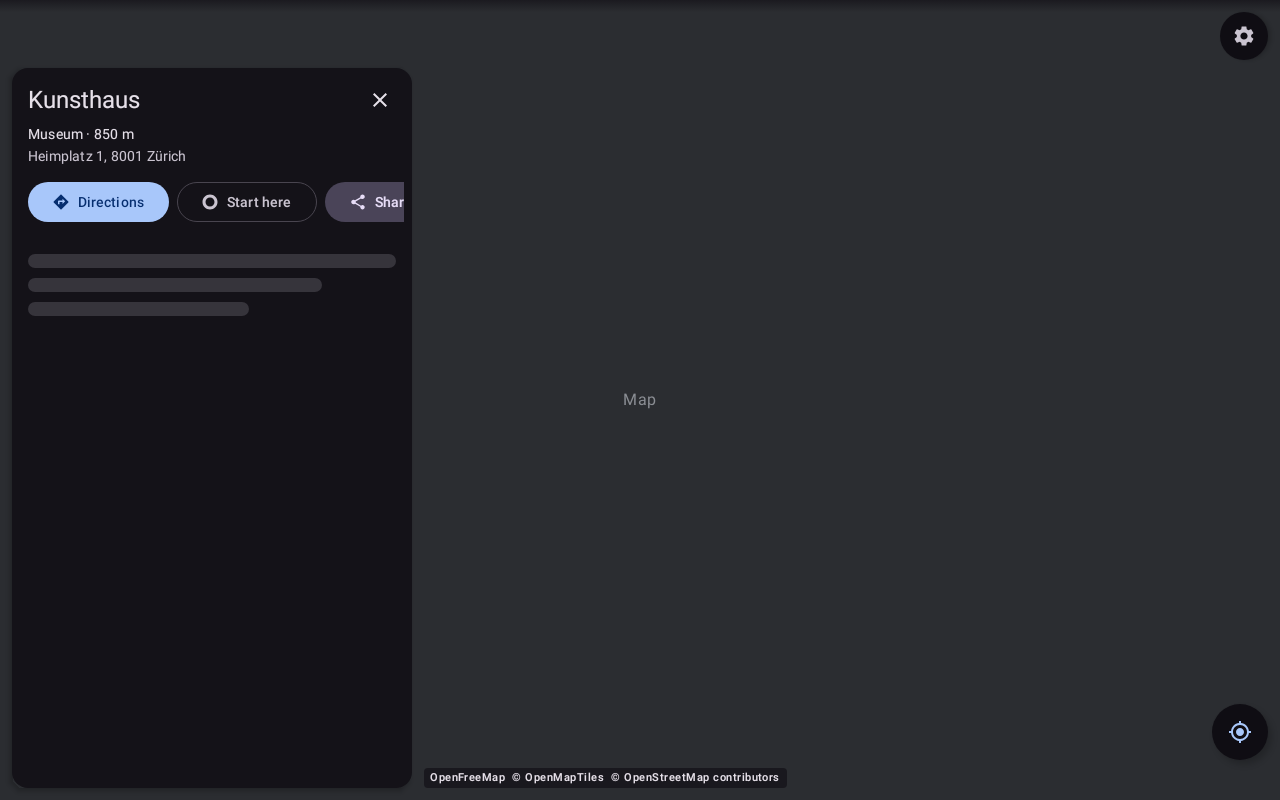 Kunsthaus
Museum · 850 m
Heimplatz 1, 8001 Zürich
Directions
Start here
Shar
Map
OpenFreeMap © OpenMapTiles © OpenStreetMap contributors